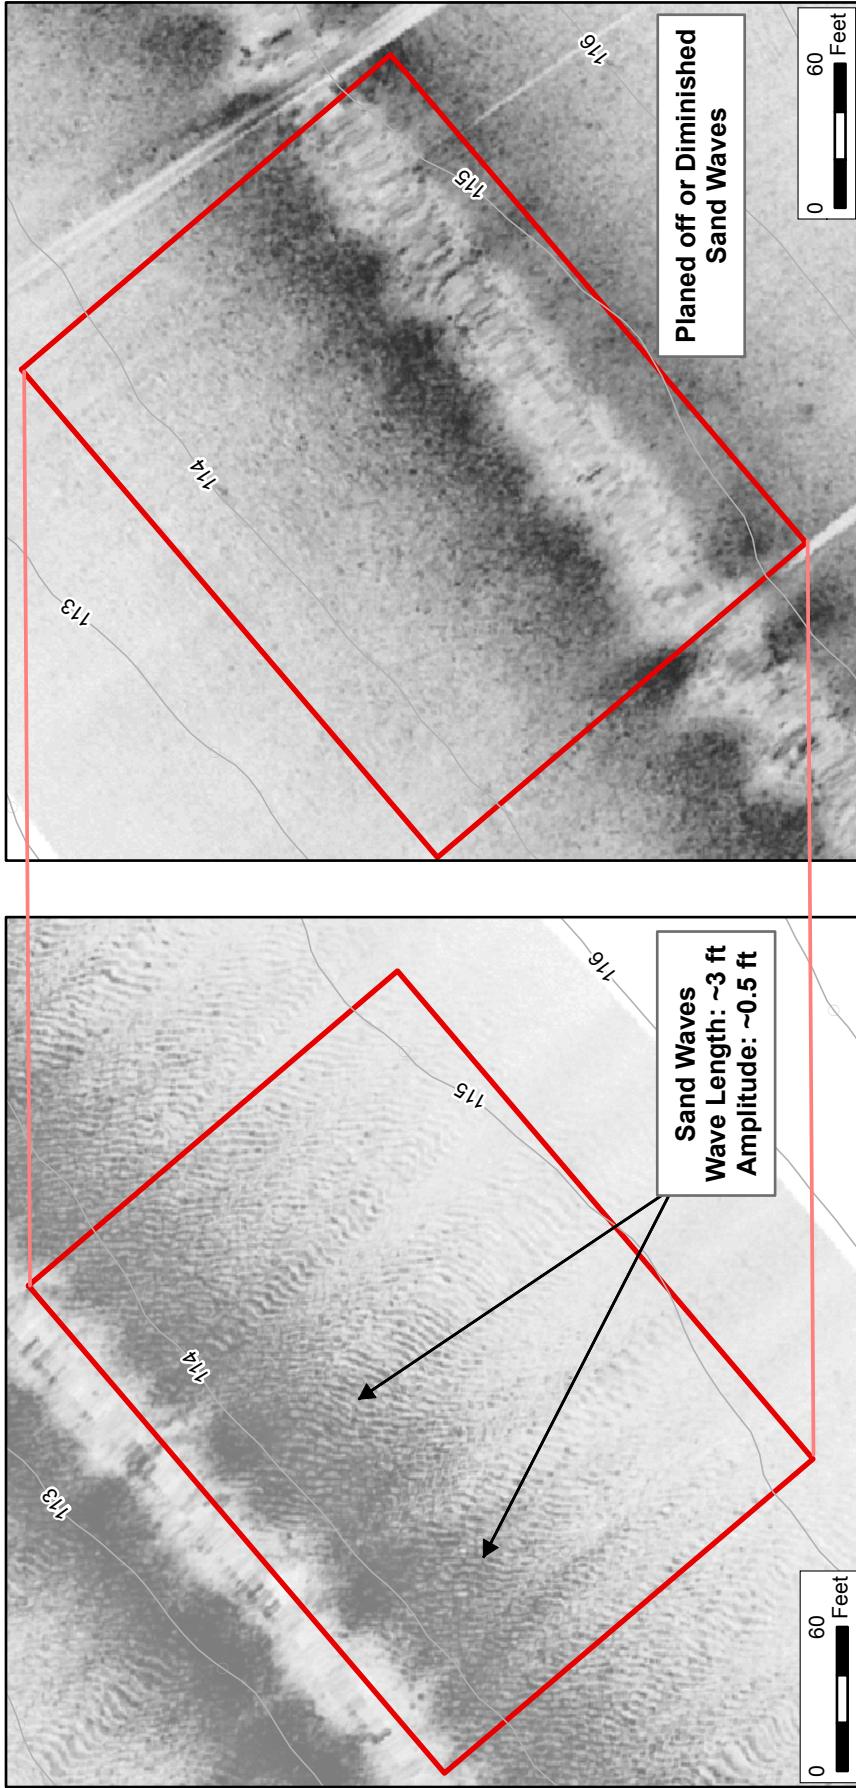 113
114
115
116
Sand Waves
Wave Length: ~3 ft
Amplitude: ~0.5 ft
0 60
Feet
113
114
115
116
Planed off or Diminished
Sand Waves
0 60
Feet